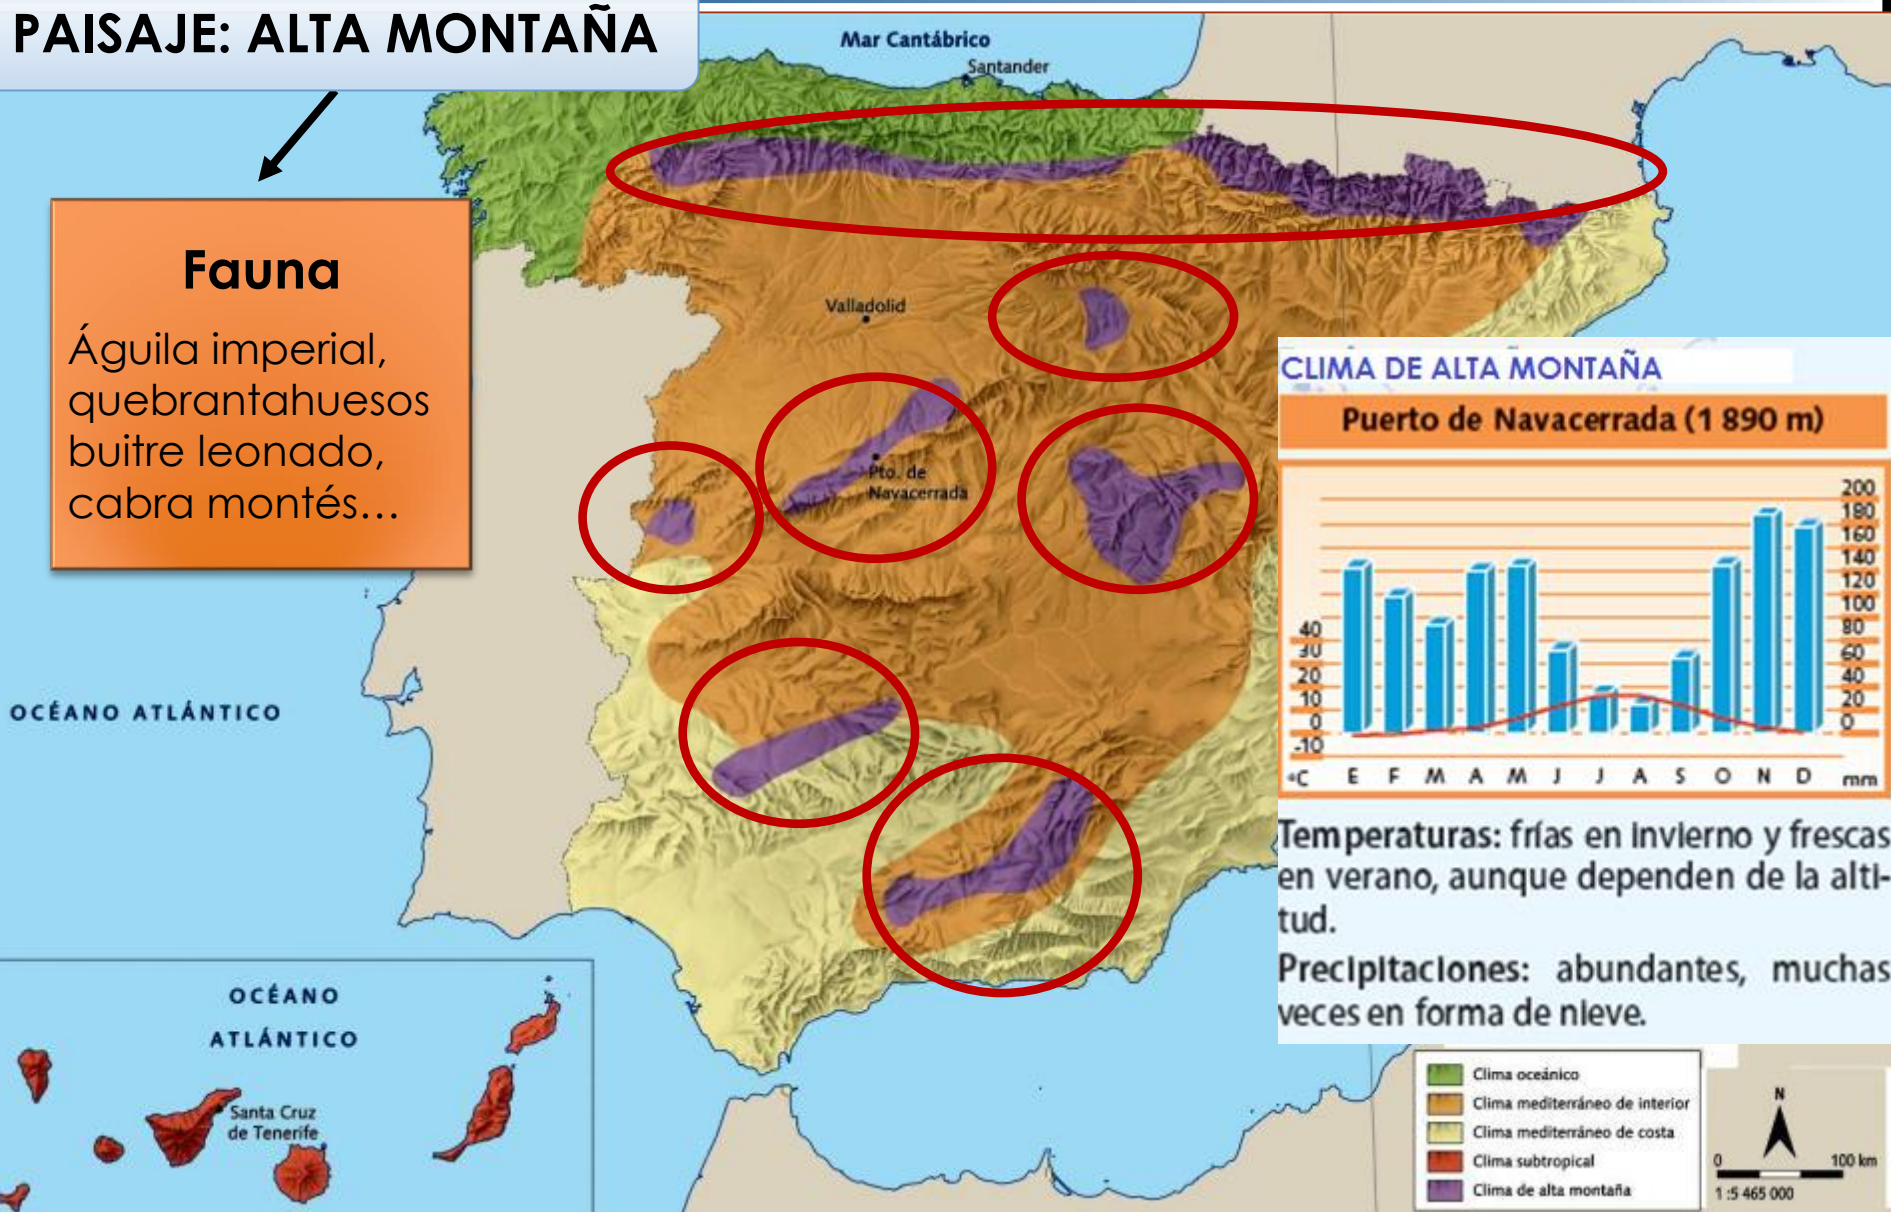 PAISAJE: ALTA MONTAÑA
Mar Cantábrico
Santander
Fauna
Águila imperial,
quebrantahuesos
buitre leonado,
cabra montés...
Valladolid
Pto. de
Navacerrada
OCÉANO ATLÁNTICO
CLIMA DE ALTA MONTAÑA
Puerto de Navacerrada (1 890 m)
200
180
160
140
120
100
80
60
40
20
0
40
30
20
10
0
-10
°C E F M A M J J A S O N D mm
Temperaturas: frías en invierno y frescas
en verano, aunque dependen de la alti-
tud.
Precipitaciones: abundantes, muchas
veces en forma de nieve.
OCÉANO
ATLÁNTICO
Santa Cruz
de Tenerife
Clima oceánico
Clima mediterráneo de interior
Clima mediterráneo de costa
Clima subtropical
Clima de alta montaña
N
0 100 km
1 :5 465 000